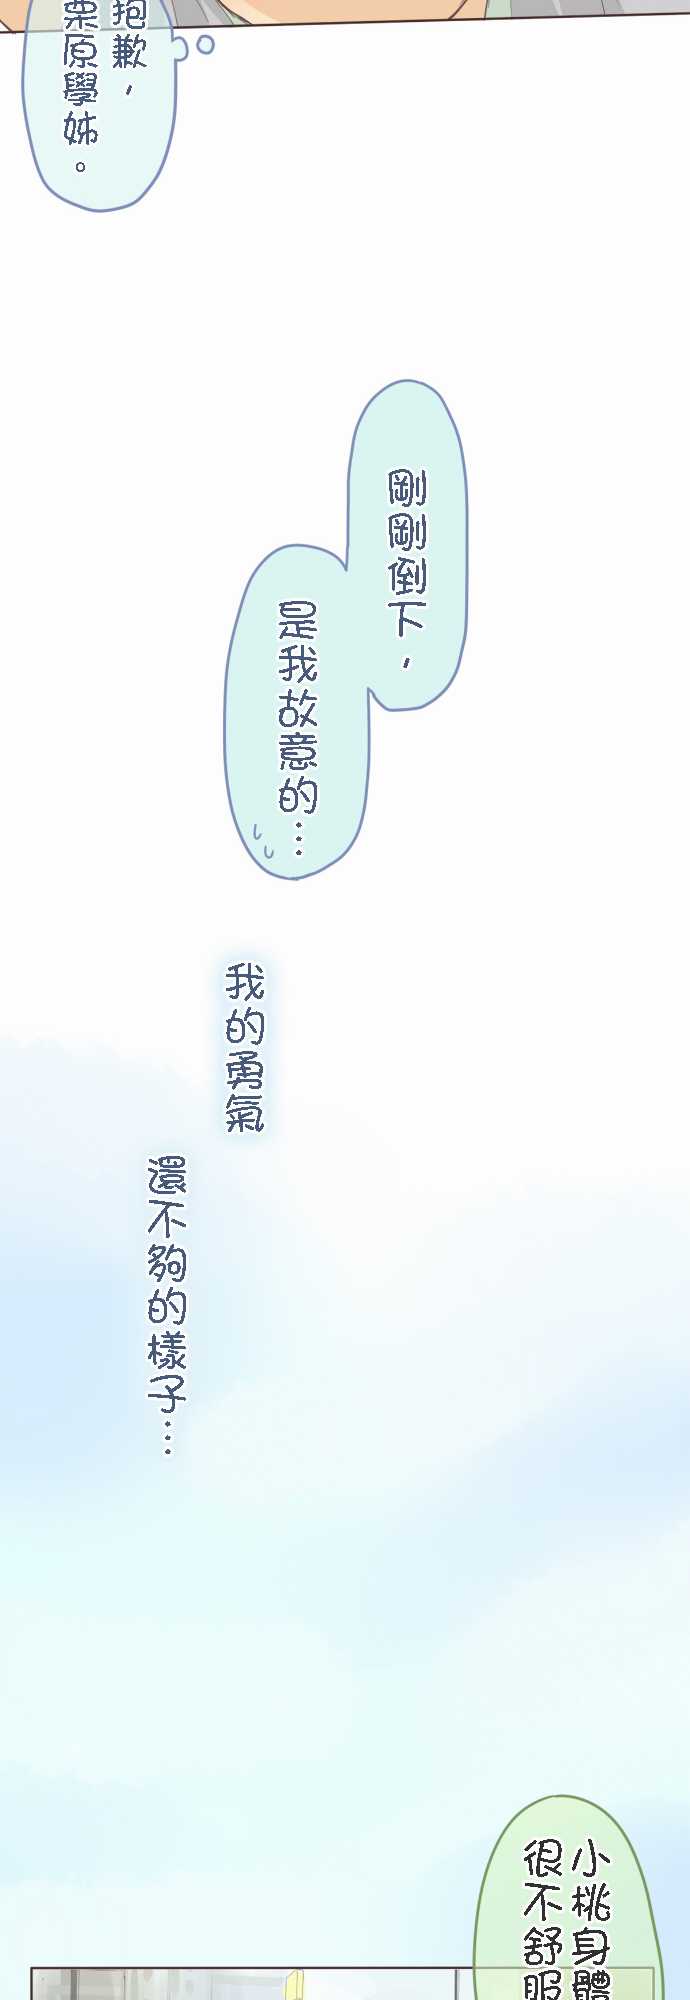 抱歉，
栗原學姊。
剛剛倒下，
是我故意的…
我的勇氣
還不夠的樣子…
小桃身體
很不舒服